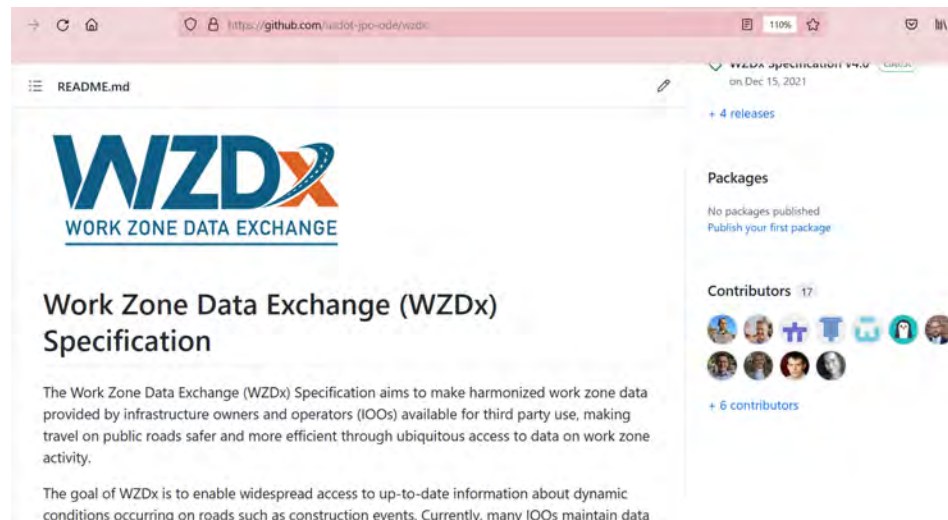 https://github.com/usdot-jpo-ode/wzdx
110%
README.md
WZDx
WORK ZONE DATA EXCHANGE
Work Zone Data Exchange (WZDx)
Specification
The Work Zone Data Exchange (WZDx) Specification aims to make harmonized work zone data
provided by infrastructure owners and operators (IOOs) available for third party use, making
travel on public roads safer and more efficient through ubiquitous access to data on work zone
activity.
The goal of WZDx is to enable widespread access to up-to-date information about dynamic
conditions occurring on roads such as construction events. Currently, many IOOs maintain data
WZDx Specification v4.0
on Dec 15, 2021
+ 4 releases
Packages
No packages published
Publish your first package
Contributors 17
+ 6 contributors